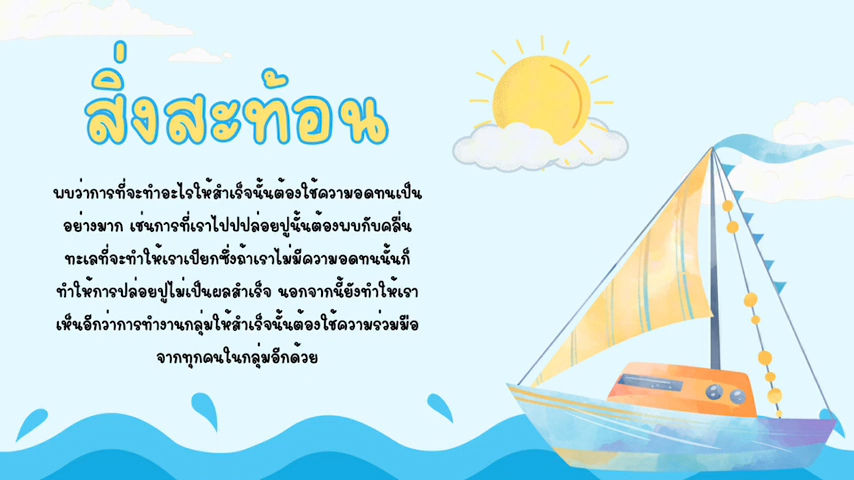 สิ่งสะท้อน
พบว่าการที่จะทำอะไรให้สำเร็จนั้นต้องใช้ความอดทนเป็น
อย่างมาก เช่นการที่เราไปปปล่อยปูนั้นต้องพบกับคลื่น
ทะเลที่จะทำให้เราเปียกซึ่งถ้าเราไม่มีความอดทนนั้นก็
ทำให้การปล่อยปูไม่เป็นผลสำเร็จ นอกจากนี้ยังทำให้เรา
เห็นอีกว่าการทำงานกลุ่มให้สำเร็จนั้นต้องใช้ความร่วมมือ
จากทุกคนในกลุ่มอีกด้วย